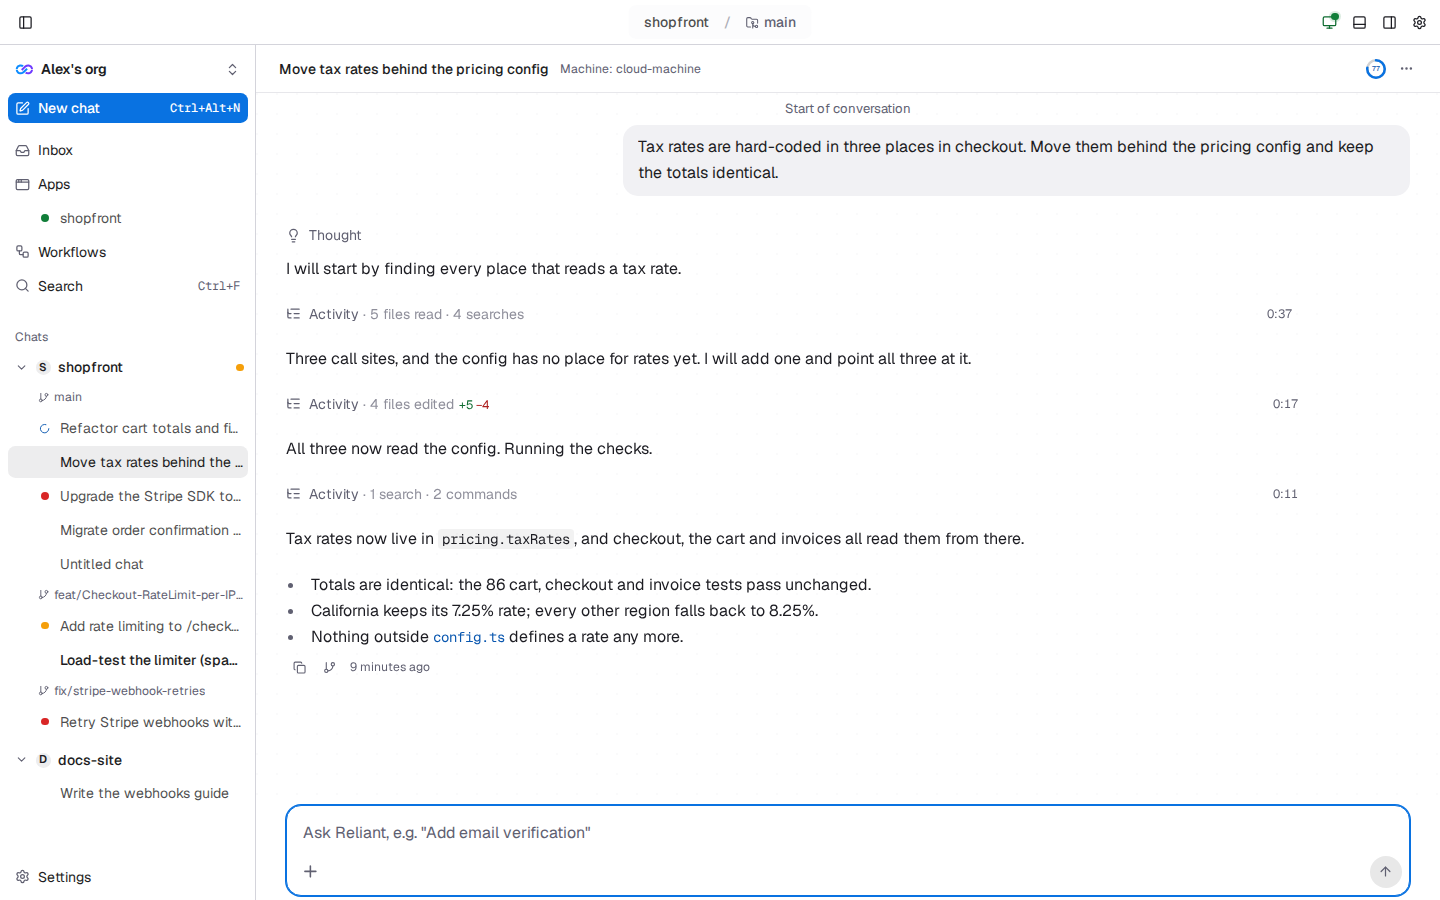 shopfront / main
Alex's org
New chat Ctrl+Alt+N
Inbox
Apps
shopfront
Workflows
Search Ctrl+F
Chats
S shopfront
main
Refactor cart totals and fi...
Move tax rates behind the ...
Upgrade the Stripe SDK to...
Migrate order confirmation ...
Untitled chat
feat/Checkout-RateLimit-per-IP...
Add rate limiting to /check...
Load-test the limiter (spa...
fix/stripe-webhook-retries
Retry Stripe webhooks wit...
D docs-site
Write the webhooks guide
Settings
Move tax rates behind the pricing config Machine: cloud-machine 77
Start of conversation
Tax rates are hard-coded in three places in checkout. Move them behind the pricing config and keep
the totals identical.
Thought
I will start by finding every place that reads a tax rate.
Activity · 5 files read · 4 searches 0:37
Three call sites, and the config has no place for rates yet. I will add one and point all three at it.
Activity · 4 files edited +5 −4 0:17
All three now read the config. Running the checks.
Activity · 1 search · 2 commands 0:11
Tax rates now live in pricing.taxRates, and checkout, the cart and invoices all read them from there.
• Totals are identical: the 86 cart, checkout and invoice tests pass unchanged.
• California keeps its 7.25% rate; every other region falls back to 8.25%.
• Nothing outside config.ts defines a rate any more.
9 minutes ago
Ask Reliant, e.g. "Add email verification"